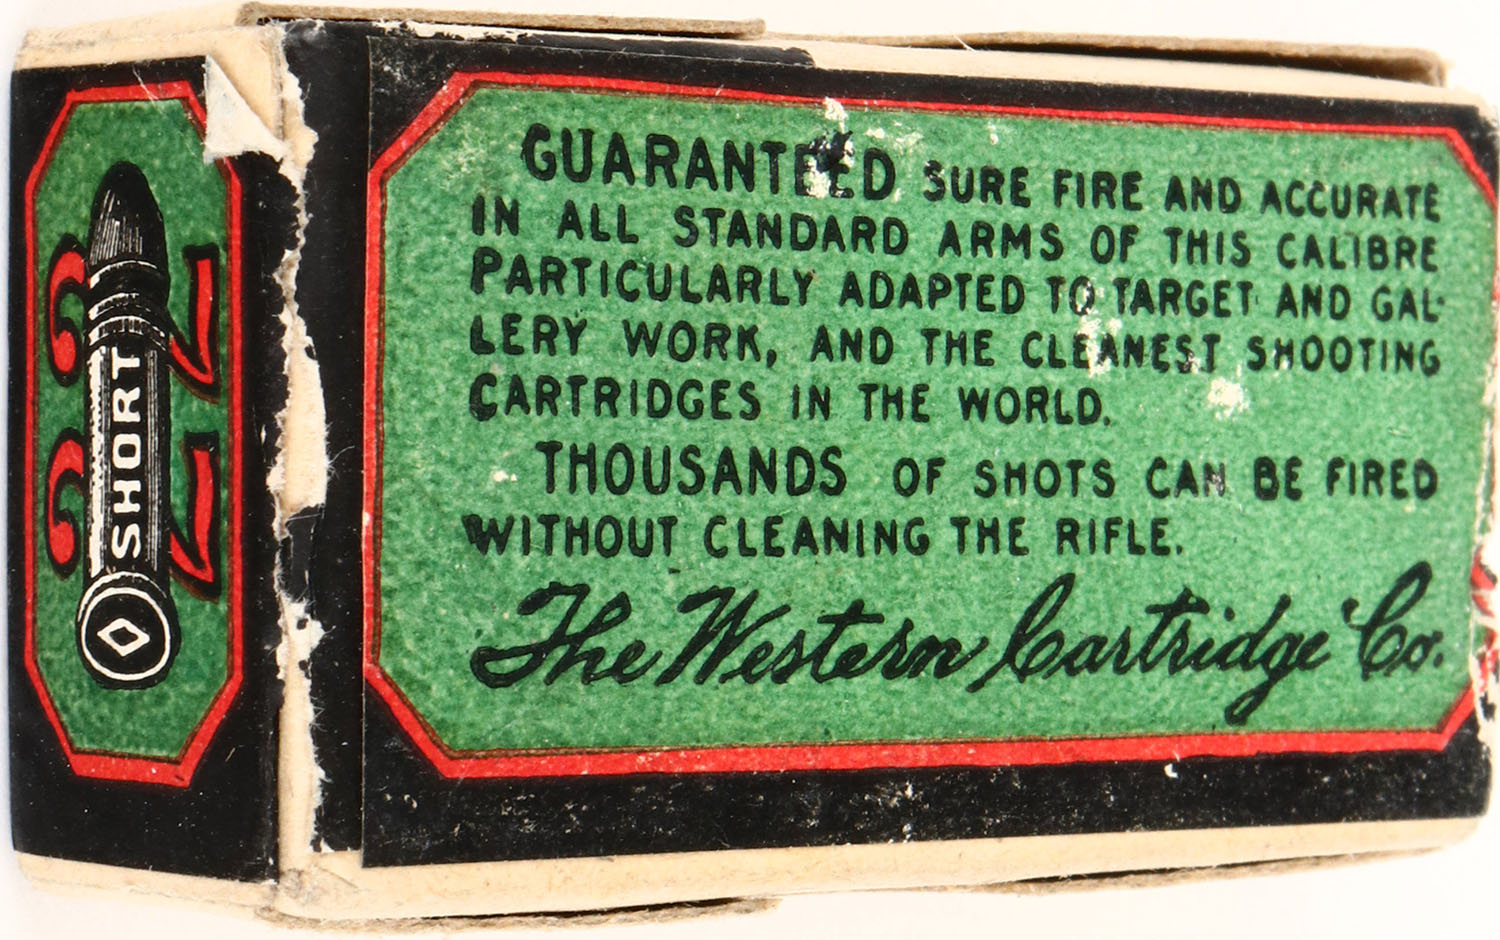 GUARANTEED SURE FIRE AND ACCURATE
IN ALL STANDARD ARMS OF THIS CALIBRE
PARTICULARLY ADAPTED TO TARGET AND GAL-
LERY WORK, AND THE CLEANEST SHOOTING
CARTRIDGES IN THE WORLD.
THOUSANDS OF SHOTS CAN BE FIRED
WITHOUT CLEANING THE RIFLE.
The Western Cartridge Co.
22
SHORT